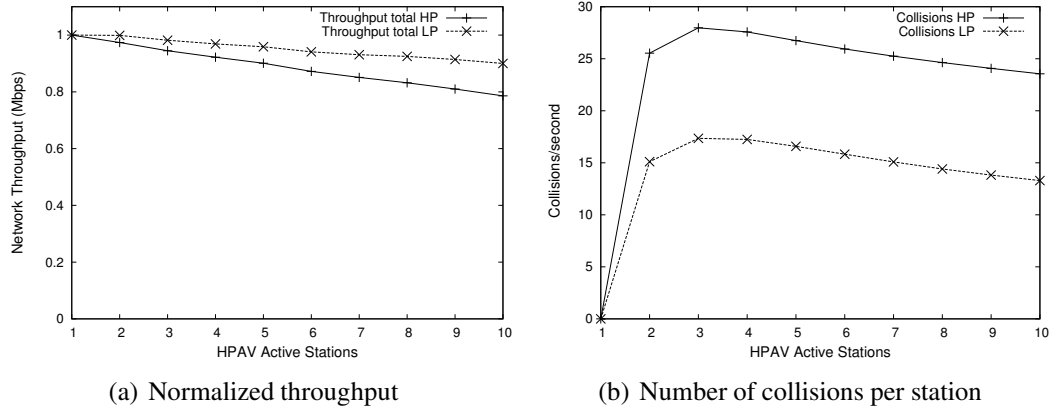 Throughput total HP
Throughput total LP
1
0.8
0.6
0.4
0.2
0
Network Throughput (Mbps)
1 2 3 4 5 6 7 8 9 10
HPAV Active Stations
(a) Normalized throughput
Collisions HP
Collisions LP
30
25
20
15
10
5
0
Collisions/second
1 2 3 4 5 6 7 8 9 10
HPAV Active Stations
(b) Number of collisions per station